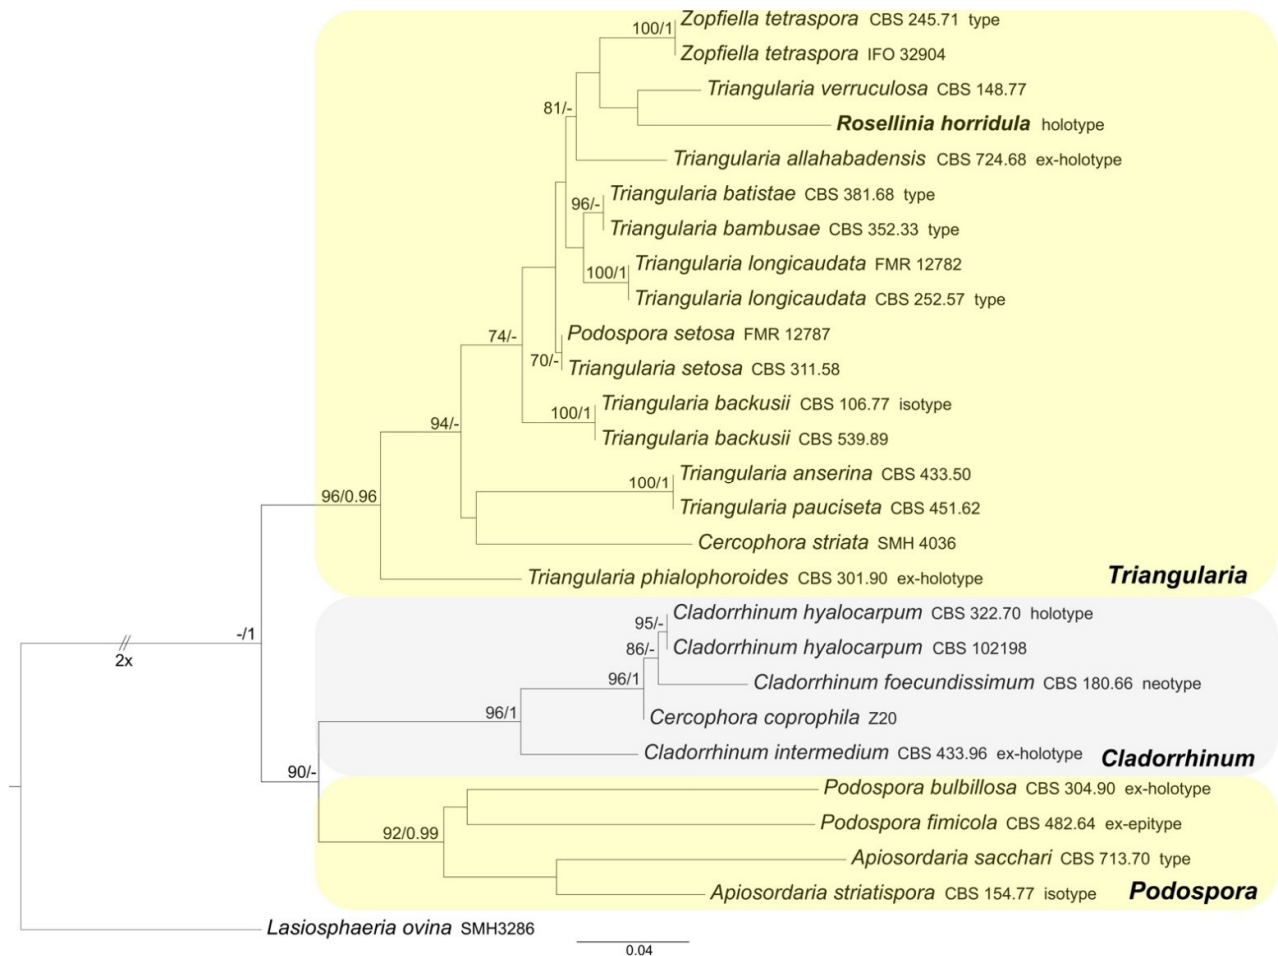 Zopfiella tetraspora CBS 245.71 type
100/1
Zopfiella tetraspora IFO 32904
Triangularia verruculosa CBS 148.77
81/-
Rosellinia horridula holotype
Triangularia allahabadensis CBS 724.68 ex-holotype
Triangularia batistae CBS 381.68 type
96/-
Triangularia bambusae CBS 352.33 type
Triangularia longicaudata FMR 12782
100/1
Triangularia longicaudata CBS 252.57 type
Podospora setosa FMR 12787
74/-
70/-
Triangularia setosa CBS 311.58
Triangularia backusii CBS 106.77 isotype
100/1
Triangularia backusii CBS 539.89
94/-
Triangularia anserina CBS 433.50
100/1
Triangularia pauciseta CBS 451.62
96/0.96
Cercophora striata SMH 4036
Triangularia phialophoroides CBS 301.90 ex-holotype
Triangularia
Cladorrhinum hyalocarpum CBS 322.70 holotype
95/-
-/1
Cladorrhinum hyalocarpum CBS 102198
86/-
2x
Cladorrhinum foecundissimum CBS 180.66 neotype
96/1
Cercophora coprophila Z20
96/1
Cladorrhinum intermedium CBS 433.96 ex-holotype
Cladorrhinum
90/-
Podospora bulbillosa CBS 304.90 ex-holotype
Podospora fimicola CBS 482.64 ex-epitype
92/0.99
Apiosordaria sacchari CBS 713.70 type
Apiosordaria striatispora CBS 154.77 isotype
Podospora
Lasiosphaeria ovina SMH3286
0.04